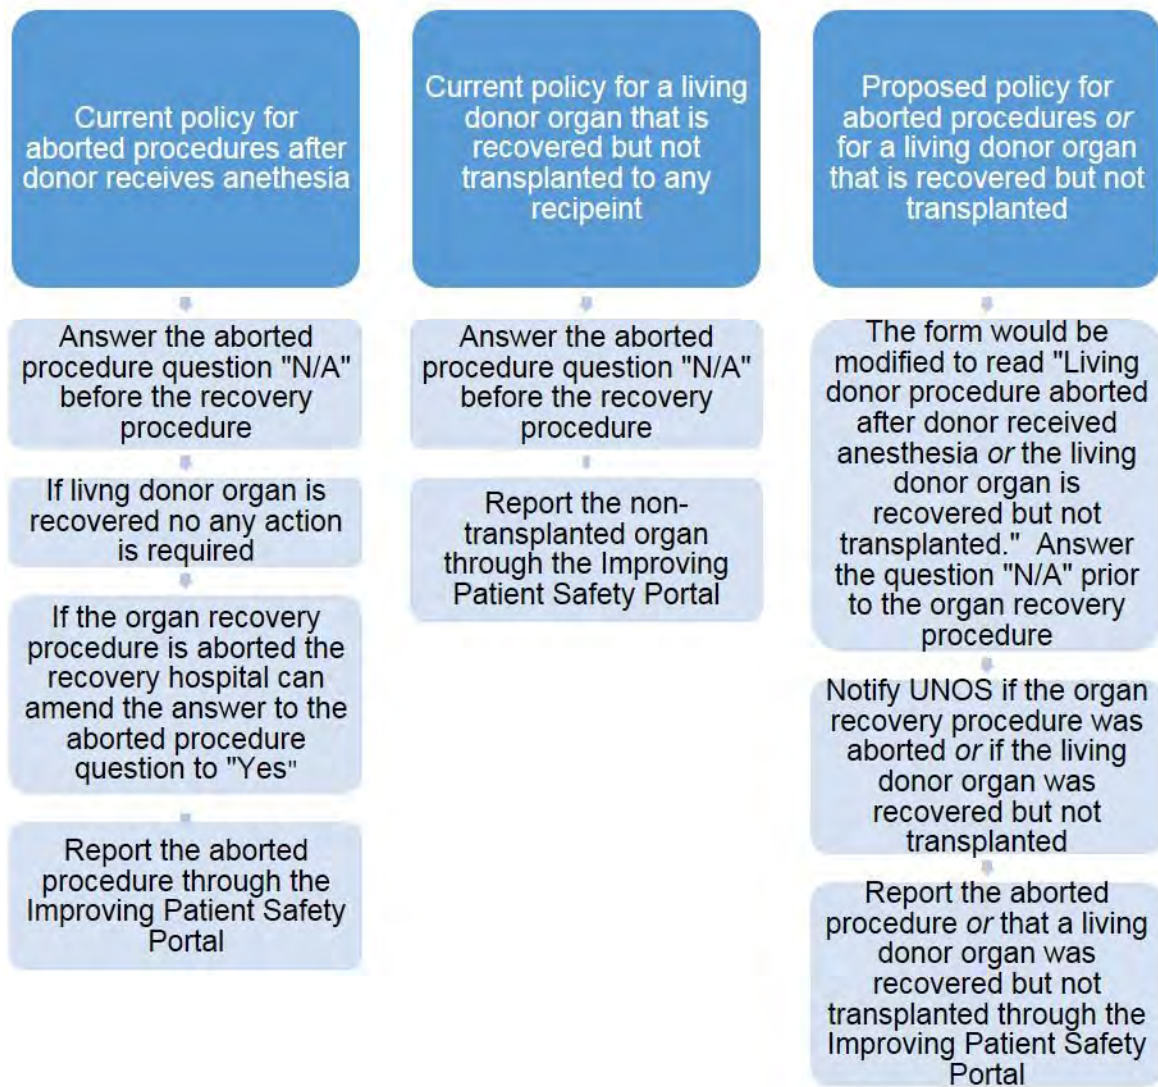 Current policy for
aborted procedures after
donor receives anethesia
Answer the aborted
procedure question "N/A"
before the recovery
procedure
If livng donor organ is
recovered no any action
is required
If the organ recovery
procedure is aborted the
recovery hospital can
amend the answer to the
aborted procedure
question to "Yes"
Report the aborted
procedure through the
Improving Patient Safety
Portal
Current policy for a living
donor organ that is
recovered but not
transplanted to any
recipeint
Answer the aborted
procedure question "N/A"
before the recovery
procedure
Report the non-
transplanted organ
through the Improving
Patient Safety Portal
Proposed policy for
aborted procedures or
for a living donor organ
that is recovered but not
transplanted
The form would be
modified to read "Living
donor procedure aborted
after donor received
anesthesia or the living
donor organ is
recovered but not
transplanted." Answer
the question "N/A" prior
to the organ recovery
procedure
Notify UNOS if the organ
recovery procedure was
aborted or if the living
donor organ was
recovered but not
transplanted
Report the aborted
procedure or that a living
donor organ was
recovered but not
transplanted through the
Improving Patient Safety
Portal